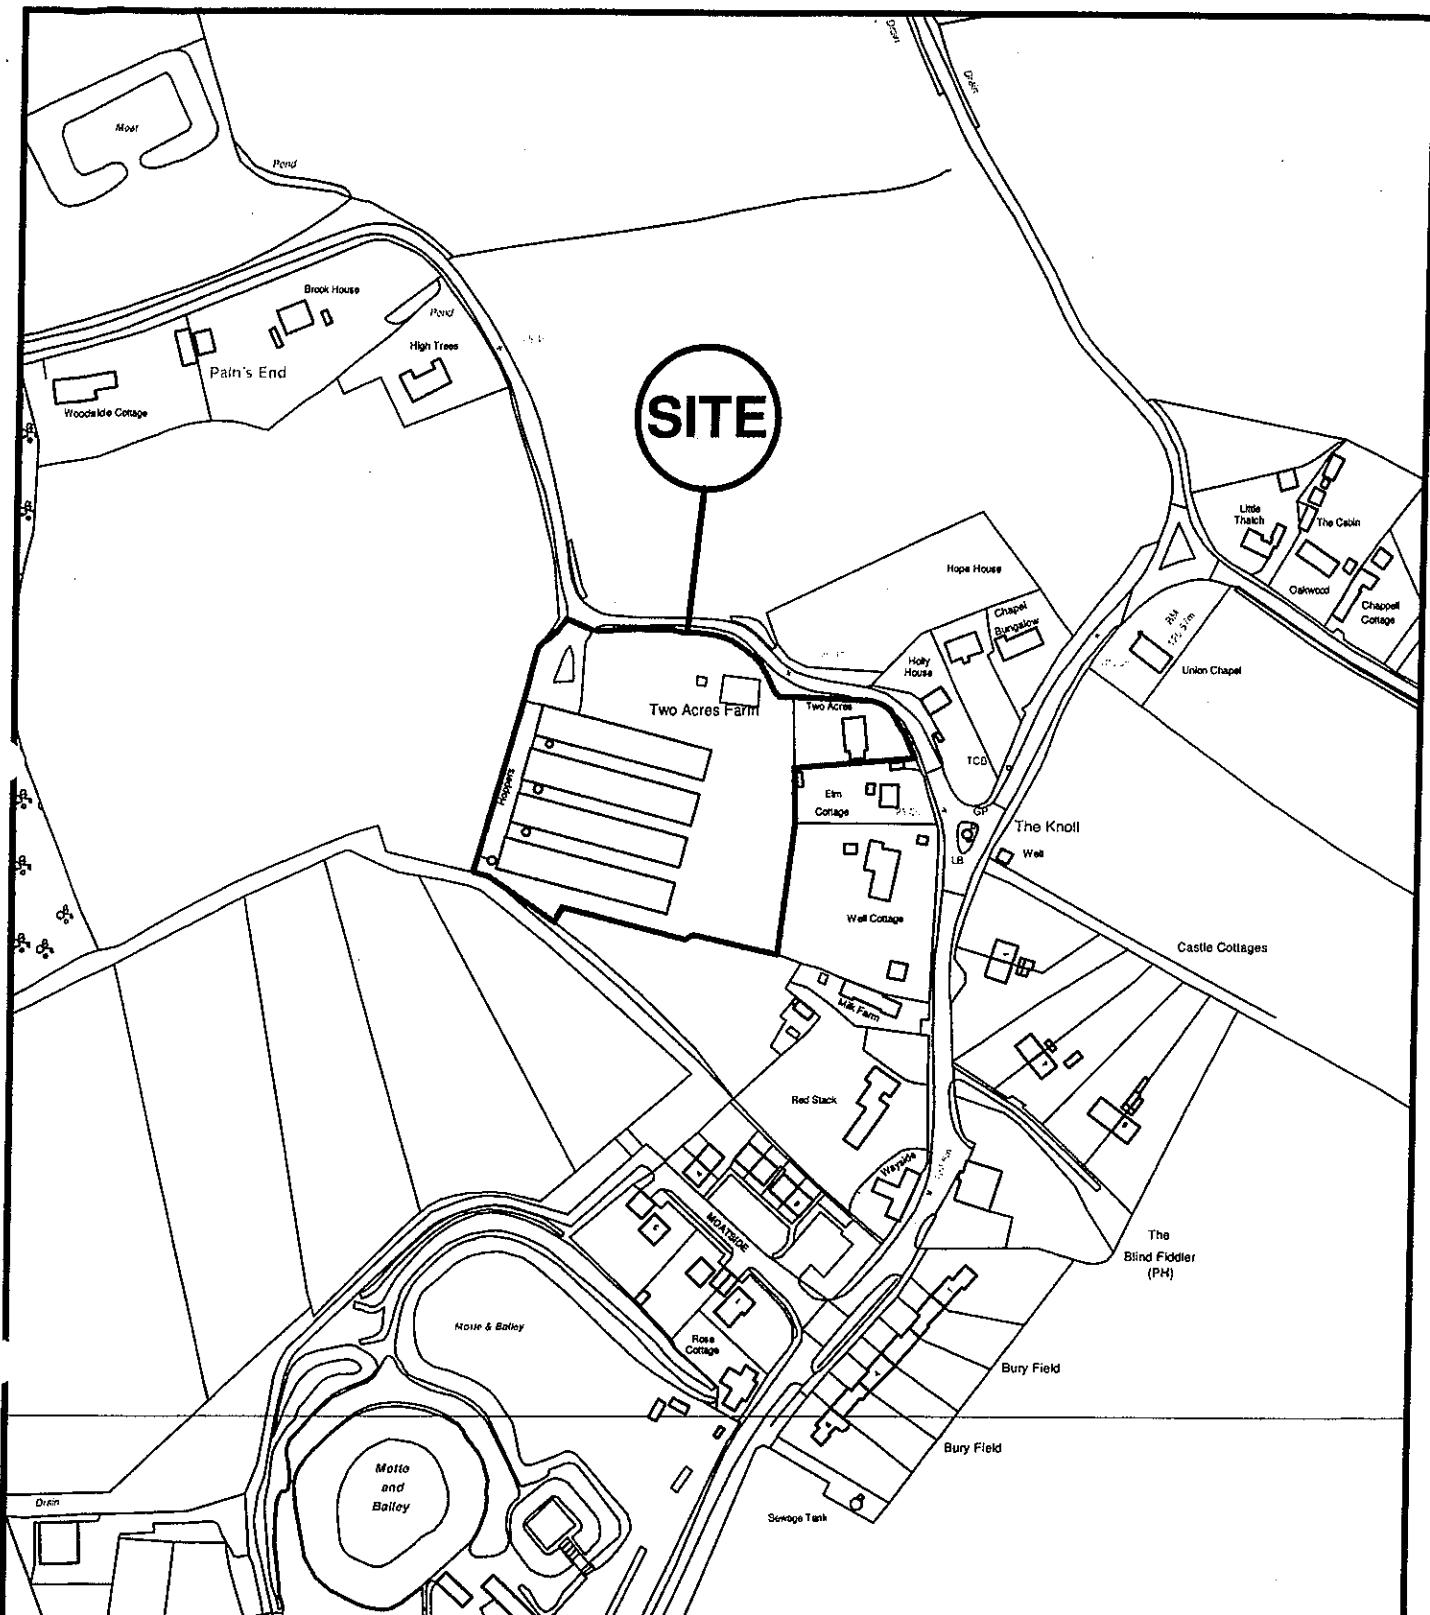 Drain
Drain
Moat
Pond
Brook House
Pond
High Trees
Pain's End
Woodside Cottage
SITE
Little
Thatch
The Cabin
Oakwood
Chappell
Cottage
Hope House
Chapel
Bungalow
Holly
House
BM
Union Chapel
Two Acres Farm
Two Acres
TCB
Hoppers
Elm
Cottage
GP
The Knoll
LB
Well
Well Cottage
Castle Cottages
Milk Farm
Red Stack
Wayside
MOATSIDE
The
Blind Fiddler
(PH)
Motte & Bailey
Rose
Cottage
Bury Field
Bury Field
Motte
and
Bailey
Drain
Sewage Tank